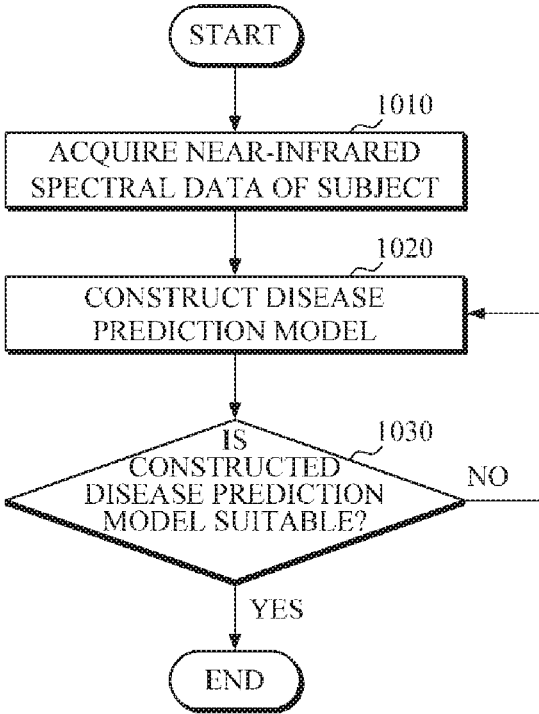 START
1010
ACQUIRE NEAR-INFRARED
SPECTRAL DATA OF SUBJECT
1020
CONSTRUCT DISEASE
PREDICTION MODEL
1030
IS
CONSTRUCTED
DISEASE PREDICTION
MODEL SUITABLE?
NO
YES
END